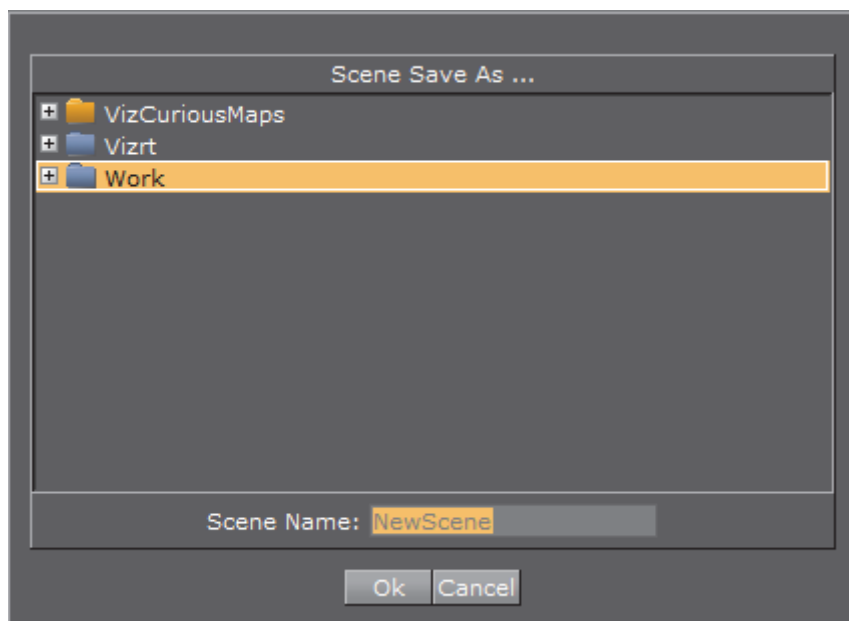 Scene Save As ...
VizCuriousMaps
Vizrt
Work
Scene Name: NewScene
Ok Cancel